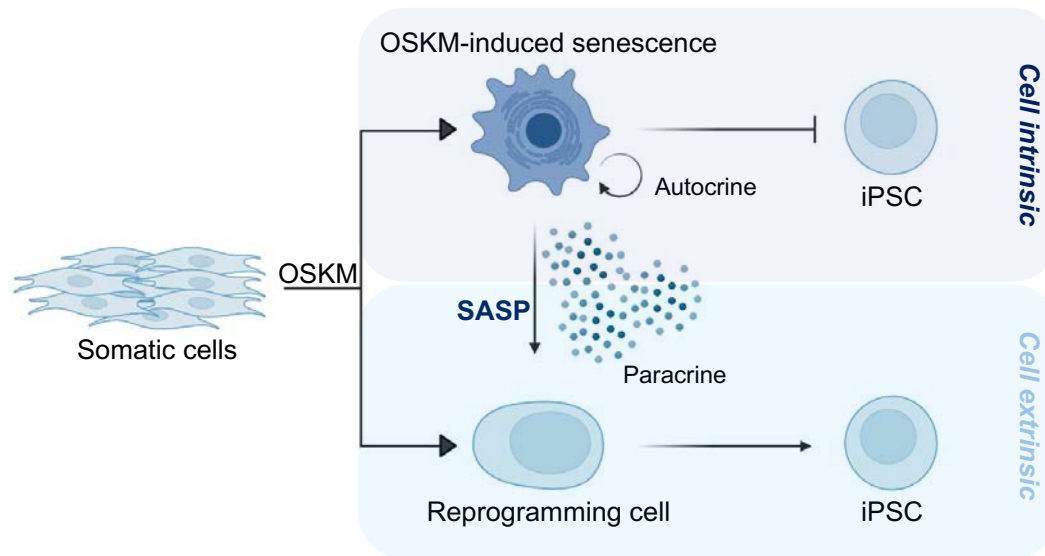 OSKM-induced senescence
Cell intrinsic
Autocrine
iPSC
OSKM
SASP
Somatic cells
Paracrine
Cell extrinsic
Reprogramming cell
iPSC